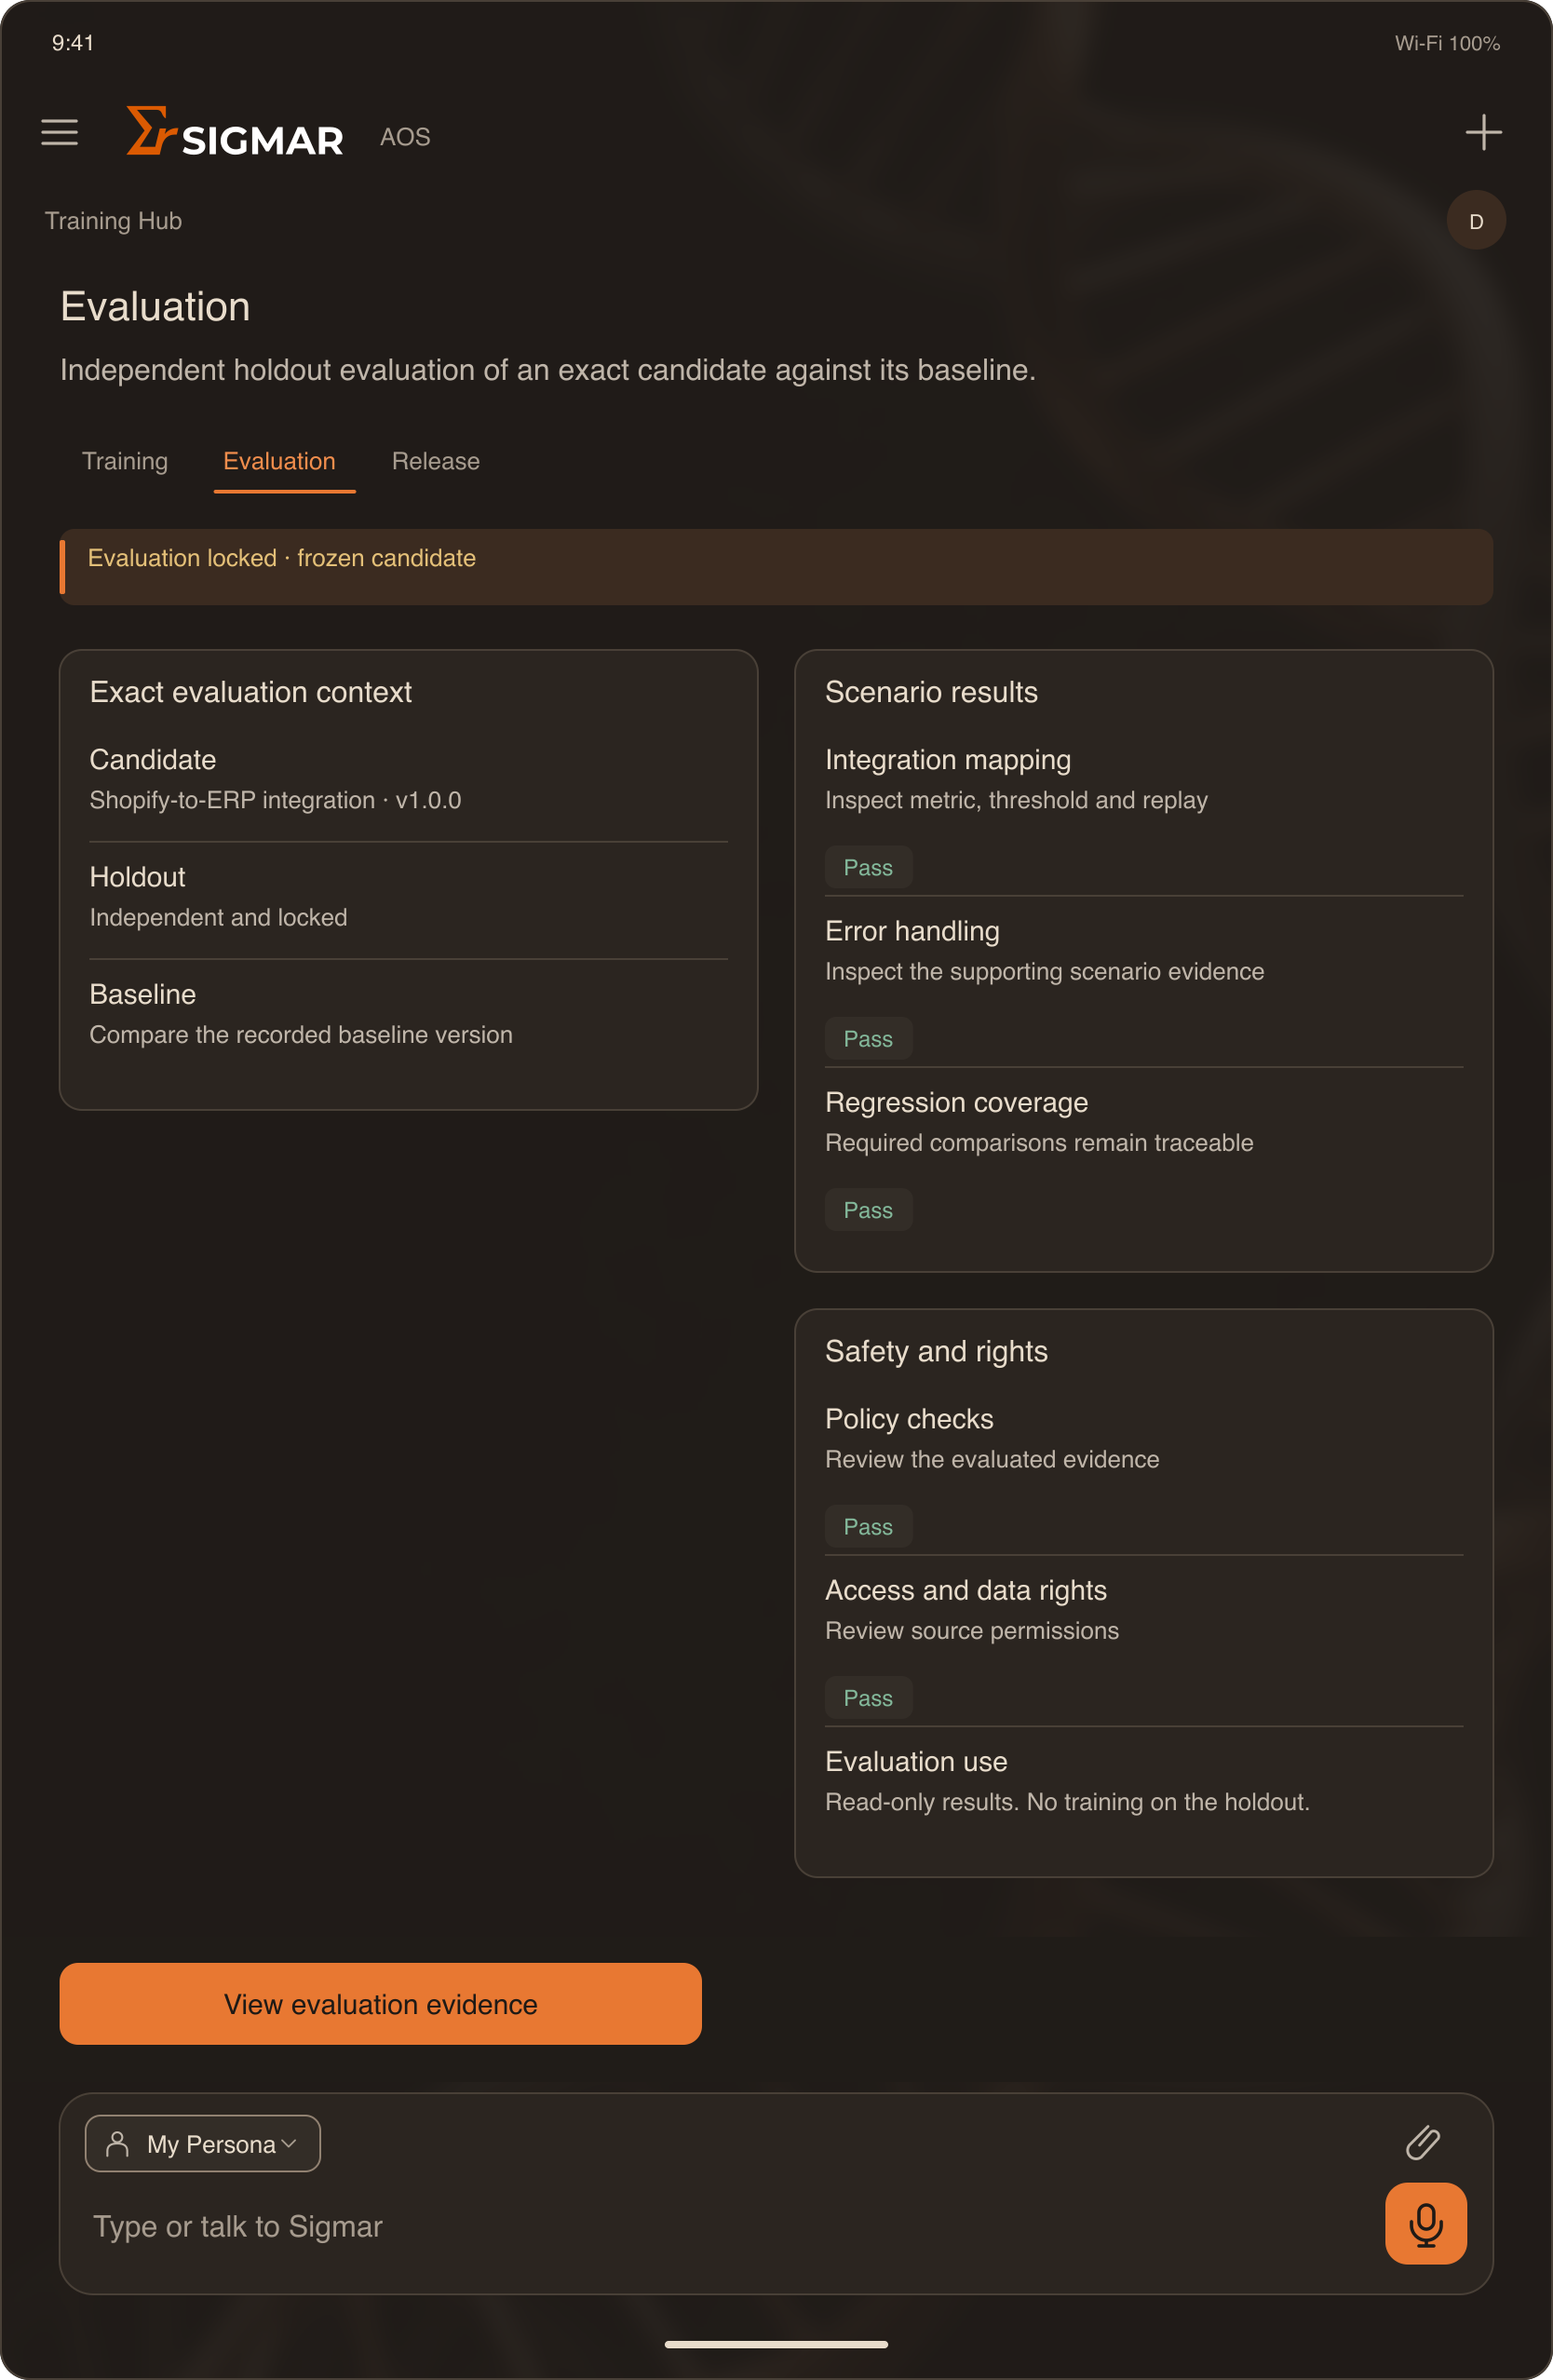 9:41
Wi-Fi 100%
Σr SIGMAR AOS
Training Hub
D
Evaluation
Independent holdout evaluation of an exact candidate against its baseline.
Training Evaluation Release
Evaluation locked · frozen candidate
Exact evaluation context
Candidate
Shopify-to-ERP integration · v1.0.0
Holdout
Independent and locked
Baseline
Compare the recorded baseline version
Scenario results
Integration mapping
Inspect metric, threshold and replay
Pass
Error handling
Inspect the supporting scenario evidence
Pass
Regression coverage
Required comparisons remain traceable
Pass
Safety and rights
Policy checks
Review the evaluated evidence
Pass
Access and data rights
Review source permissions
Pass
Evaluation use
Read-only results. No training on the holdout.
View evaluation evidence
My Persona
Type or talk to Sigmar